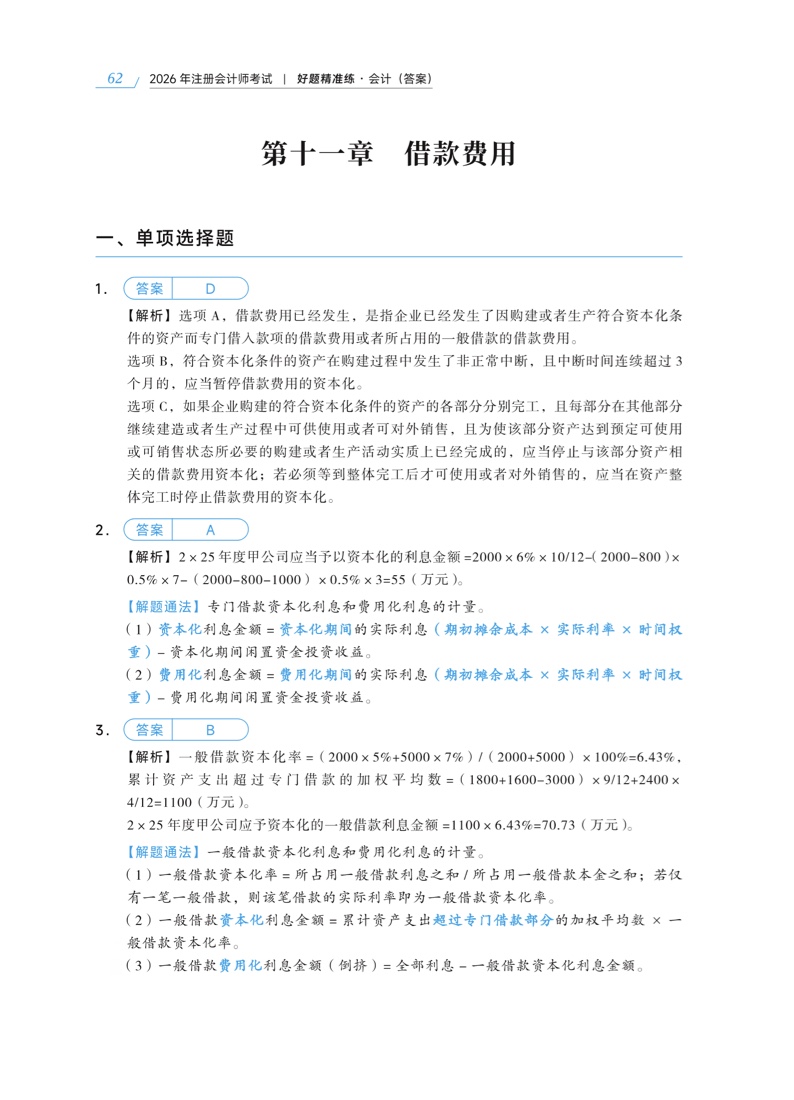 62 2026 年注册会计师考试 | 好题精准练 · 会计（答案）
第十一章 借款费用
一、单项选择题
1. 答案 D
【解析】选项 A，借款费用已经发生，是指企业已经发生了因购建或者生产符合资本化条
件的资产而专门借入款项的借款费用或者所占用的一般借款的借款费用。
选项 B，符合资本化条件的资产在购建过程中发生了非正常中断，且中断时间连续超过 3
个月的，应当暂停借款费用的资本化。
选项 C，如果企业购建的符合资本化条件的资产的各部分分别完工，且每部分在其他部分
继续建造或者生产过程中可供使用或者可对外销售，且为使该部分资产达到预定可使用
或可销售状态所必要的购建或者生产活动实质上已经完成的，应当停止与该部分资产相
关的借款费用资本化；若必须等到整体完工后才可使用或者对外销售的，应当在资产整
体完工时停止借款费用的资本化。
2. 答案 A
【解析】2 × 25 年度甲公司应当予以资本化的利息金额 =2000 × 6% × 10/12-（2000-800）×
0.5% × 7-（2000-800-1000）× 0.5% × 3=55（万元）。
【解题通法】专门借款资本化利息和费用化利息的计量。
（1）资本化利息金额 = 资本化期间的实际利息（期初摊余成本 × 实际利率 × 时间权
重）- 资本化期间闲置资金投资收益。
（2）费用化利息金额 = 费用化期间的实际利息（期初摊余成本 × 实际利率 × 时间权
重）- 费用化期间闲置资金投资收益。
3. 答案 B
【解析】一般借款资本化率 =（2000 × 5%+5000 × 7%）/（2000+5000）× 100%=6.43%，
累计资产支出超过专门借款的加权平均数 =（1800+1600-3000）× 9/12+2400 ×
4/12=1100（万元）。
2 × 25 年度甲公司应予资本化的一般借款利息金额 =1100 × 6.43%=70.73（万元）。
【解题通法】一般借款资本化利息和费用化利息的计量。
（1）一般借款资本化率 = 所占用一般借款利息之和 / 所占用一般借款本金之和；若仅
有一笔一般借款，则该笔借款的实际利率即为一般借款资本化率。
（2）一般借款资本化利息金额 = 累计资产支出超过专门借款部分的加权平均数 × 一
般借款资本化率。
（3）一般借款费用化利息金额（倒挤）= 全部利息 - 一般借款资本化利息金额。